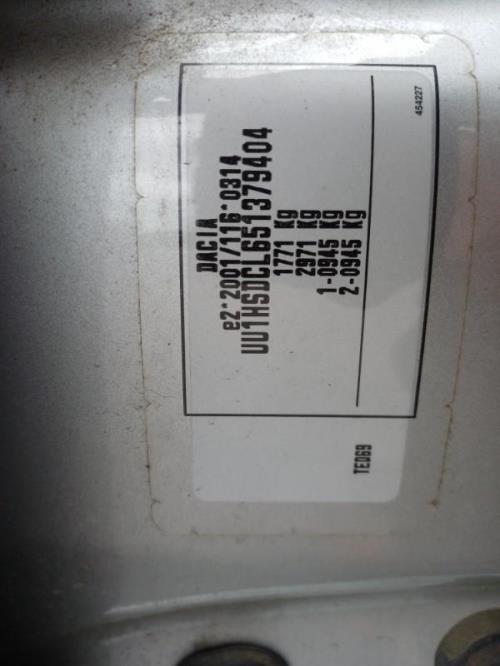 DACIA
e2*2001/116*0314
UU1HSDCL651379404
1771 Kg
2971 Kg
1-0945 Kg
2-0945 Kg
454227
TED69